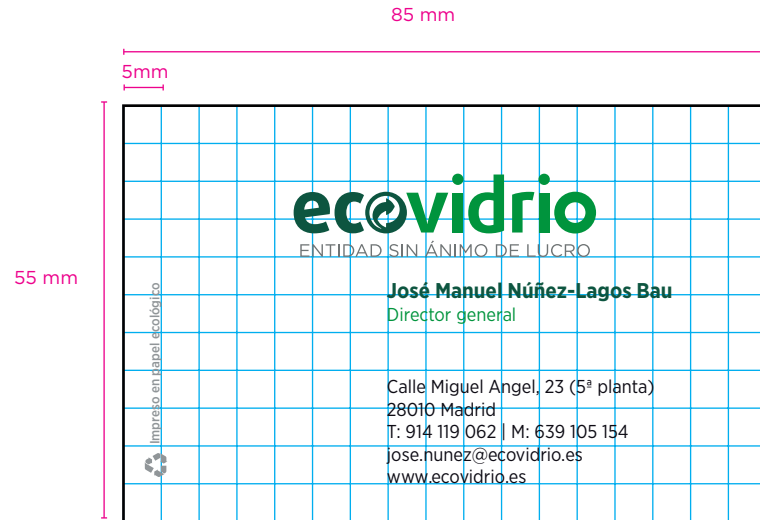 85 mm
5mm
55 mm
ecovidrio
ENTIDAD SIN ÁNIMO DE LUCRO
José Manuel Núñez-Lagos Bau
Director general
Calle Miguel Angel, 23 (5ª planta)
28010 Madrid
T: 914 119 062 | M: 639 105 154
jose.nunez@ecovidrio.es
www.ecovidrio.es
Impreso en papel ecológico